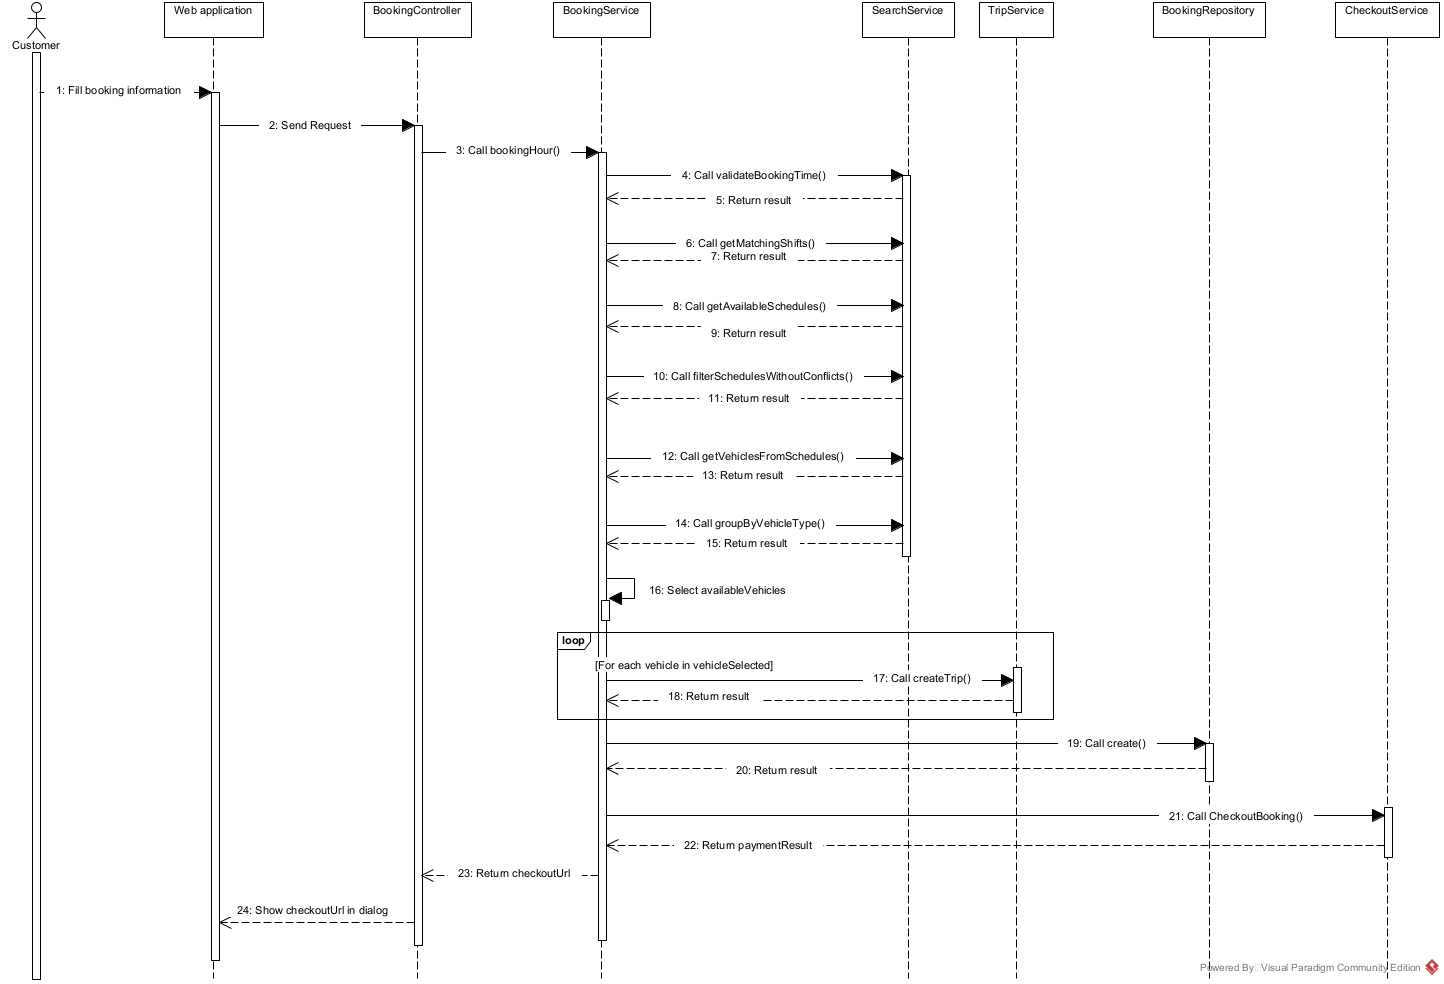 Customer
Web application
BookingController
BookingService
SearchService
TripService
BookingRepository
CheckoutService
1: Fill booking information
2: Send Request
3: Call bookingHour()
4: Call validateBookingTime()
5: Return result
6: Call getMatchingShifts()
7: Return result
8: Call getAvailableSchedules()
9: Return result
10: Call filterSchedulesWithoutConflicts()
11: Return result
12: Call getVehiclesFromSchedules()
13: Return result
14: Call groupByVehicleType()
15: Return result
16: Select availableVehicles
loop
[For each vehicle in vehicleSelected]
17: Call createTrip()
18: Return result
19: Call create()
20: Return result
21: Call CheckoutBooking()
22: Return paymentResult
23: Return checkoutUrl
24: Show checkoutUrl in dialog
Powered By Visual Paradigm Community Edition